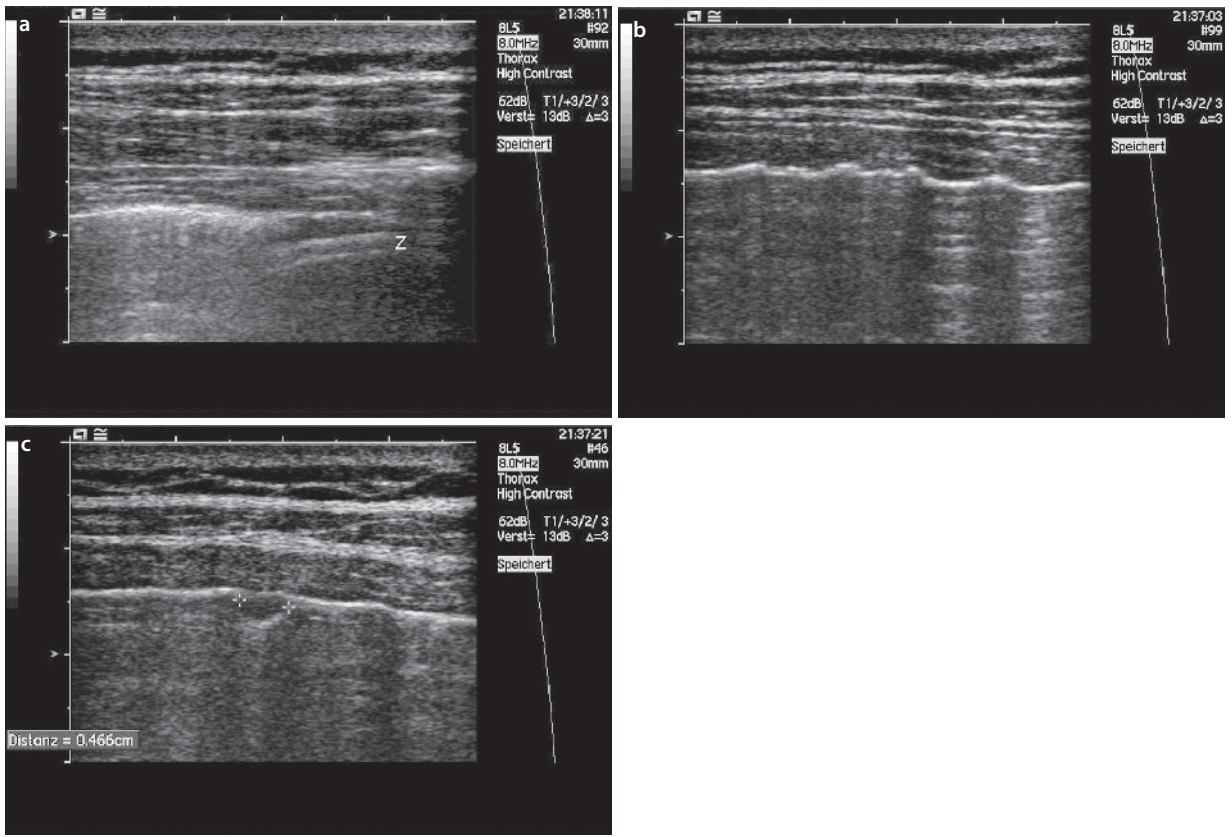 a
21:38:11
8L5 #92
8.0MHz 30mm
Thorax
High Contrast
62dB T1/+3/2/ 3
Verst= 13dB Δ=3
Speichert
Z
b
21:37:03
8L5 #99
8.0MHz 30mm
Thorax
High Contrast
62dB T1/+3/2/ 3
Verst= 13dB Δ=3
Speichert
c
21:37:21
8L5 #46
8.0MHz 30mm
Thorax
High Contrast
62dB T1/+3/2/ 3
Verst= 13dB Δ=3
Speichert
Distanz = 0.466cm